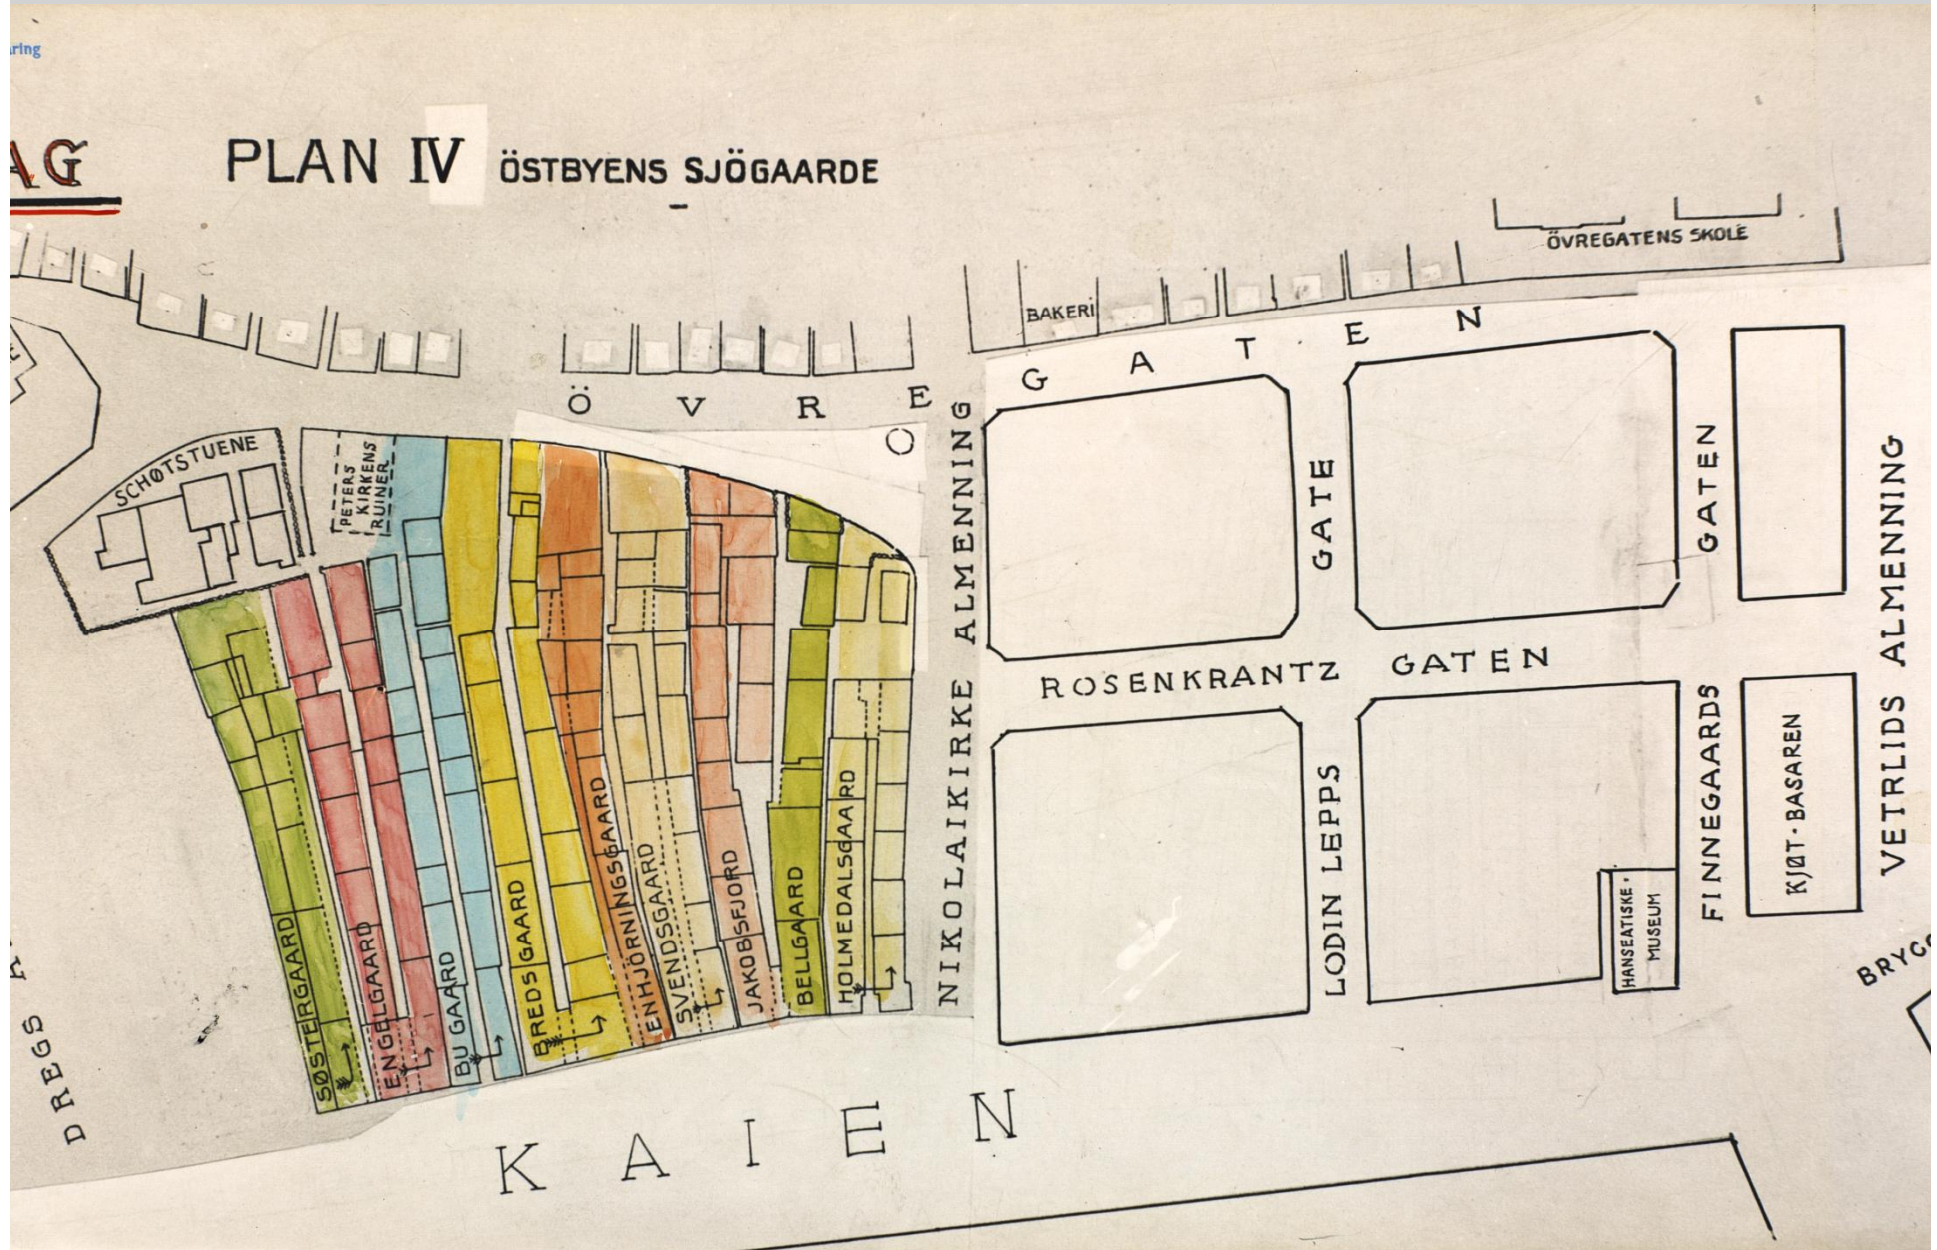 ring
AG
PLAN IV ÖSTBYENS SJÖGAARDE
ÖVREGATENS SKOLE
BAKERI
ÖVRE GATEN
SCHØTSTUENE
PETERS
KIRKENS
RUINER
NIKOLAIKIRKE ALMENNING
GATE
LODIN LEPPS
GATEN
FINNEGAARDS
VETRLIDS ALMENNING
ROSENKRANTZ GATEN
KJØT-BASAREN
HANSEATISKE.
MUSEUM
SØSTERGAARD
ENGELGAARD
BUGAARD
BREDSGAARD
ENHJÖRNINGSGAARD
SVENDSGAARD
JAKOBSFJORD
BELLGAARD
HOLMEDALSGAARD
DREGS A
BRYGG
KAIEN